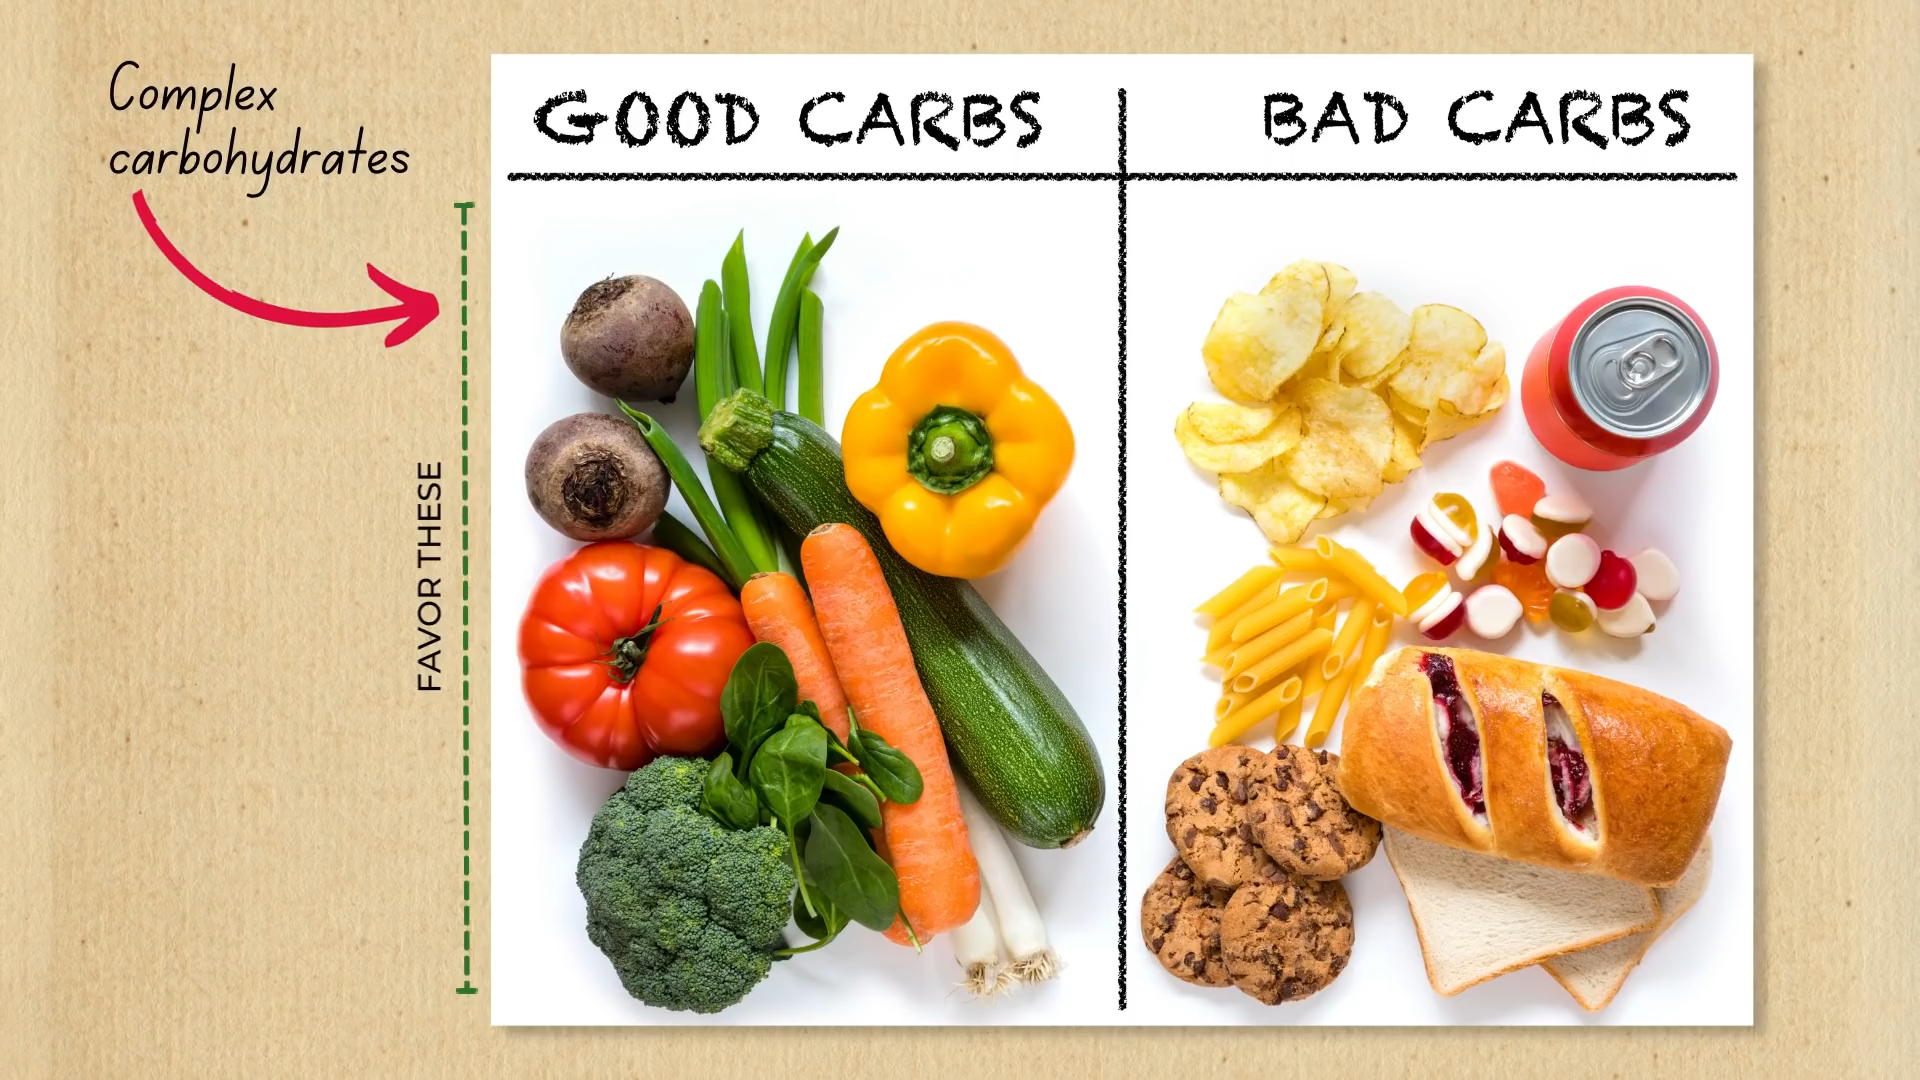 Complex
carbohydrates
FAVOR THESE
GOOD CARBS
BAD CARBS